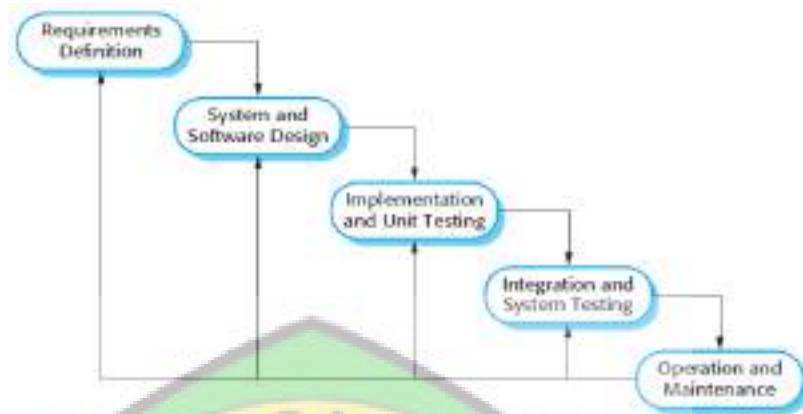 Requirements
Definition
System and
Software Design
Implementation
and Unit Testing
Integration and
System Testing
Operation and
Maintenance